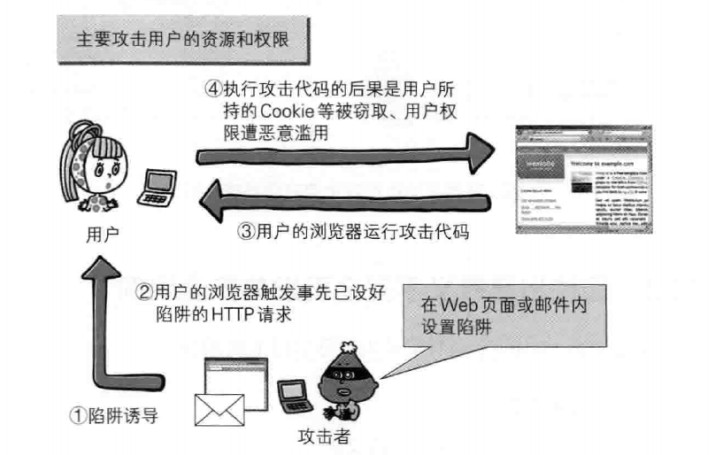 主要攻击用户的资源和权限
④执行攻击代码的后果是用户所
持的Cookie等被窃取、用户权
限遭恶意滥用
Welcome to example.com
用户
③用户的浏览器运行攻击代码
②用户的浏览器触发事先已设好
陷阱的HTTP请求
在Web页面或邮件内
设置陷阱
①陷阱诱导
攻击者